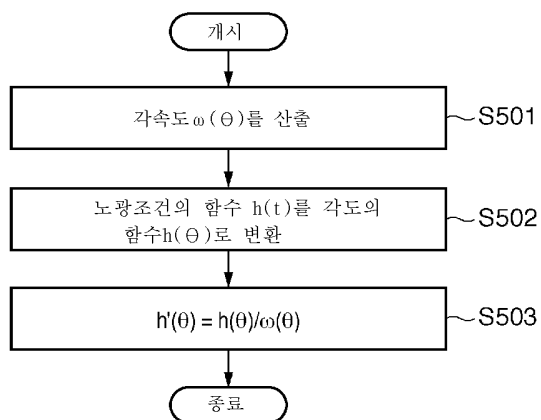 개시
각속도ω(θ)를 산출
S501
노광조건의 함수 h(t)를 각도의
함수h(θ)로 변환
S502
h'(θ) = h(θ)/ω(θ)
S503
종료